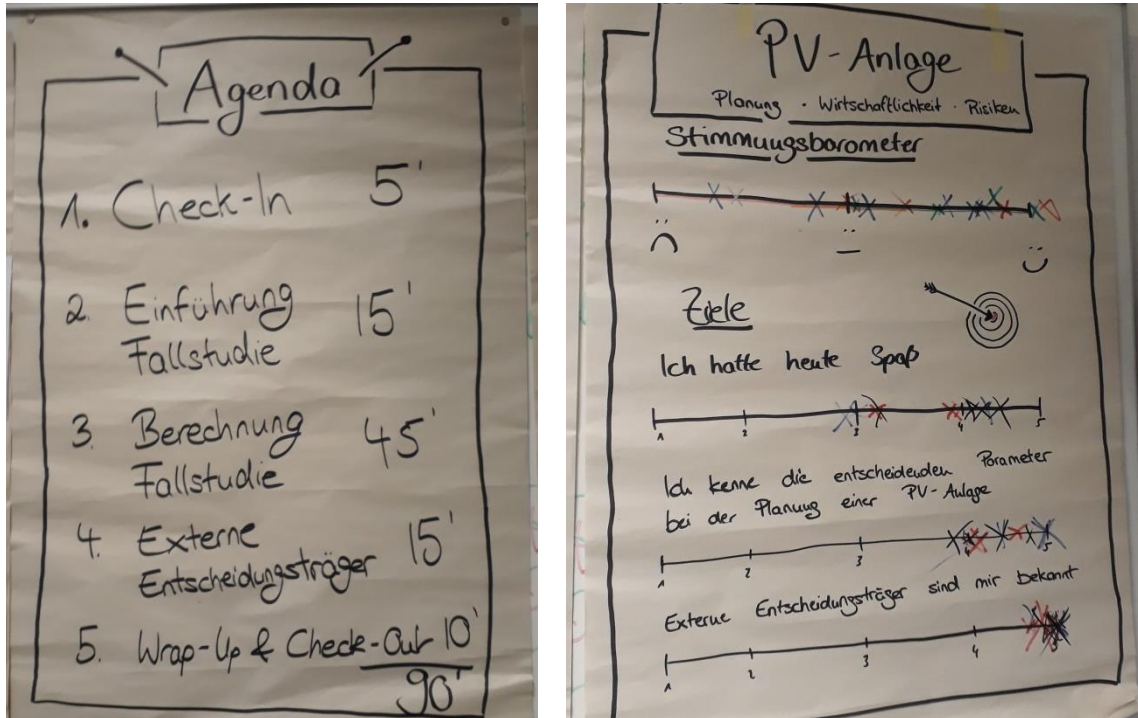 Agenda
1. Check-In 5'
2. Einführung 15'
Fallstudie
3. Berechnung 45'
Fallstudie
4. Externe 15'
Entscheidungsträger
5. Wrap-Up & Check-Out 10'
90'
PV-Anlage
Planung · Wirtschaftlichkeit · Risiken
Stimmungsbarometer
Ziele
Ich hatte heute Spaß
1 2 3 4 5
Ich kenne die entscheidenden Parameter
bei der Planung einer PV-Anlage
1 2 3 4 5
Externe Entscheidungsträger sind mir bekannt
1 2 3 4 5